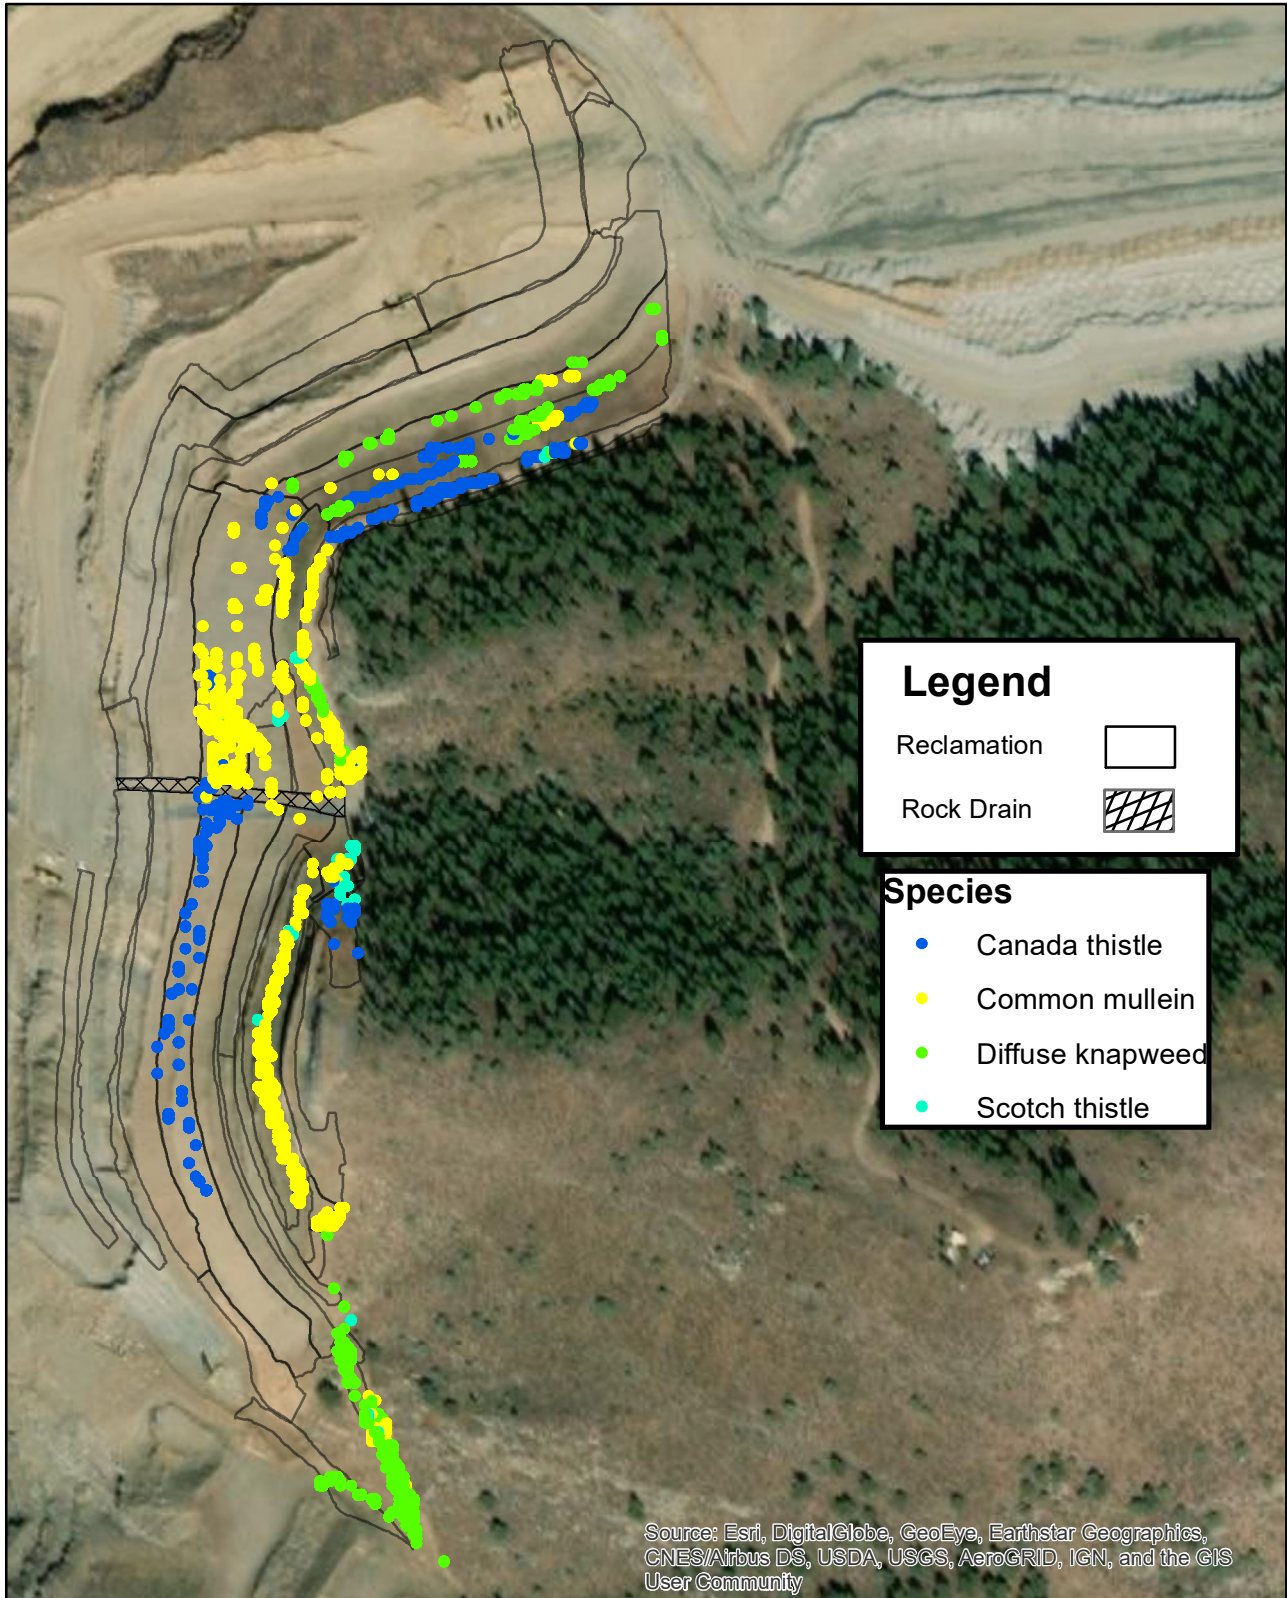 Legend
Reclamation
Rock Drain
Species
Canada thistle
Common mullein
Diffuse knapweed
Scotch thistle
Source: Esri, DigitalGlobe, GeoEye, Earthstar Geographics,
CNES/Airbus DS, USDA, USGS, AeroGRID, IGN, and the GIS
User Community